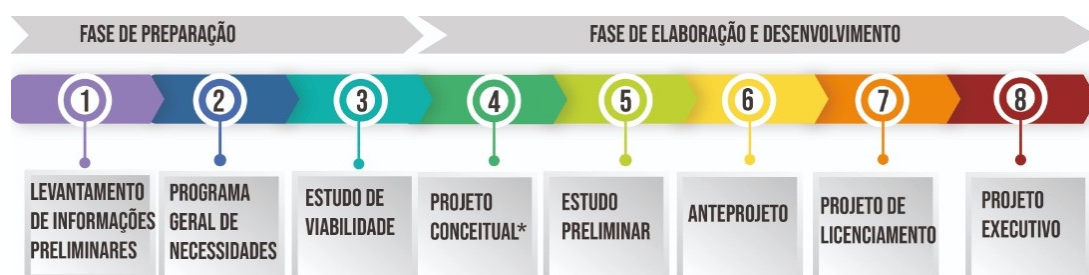 FASE DE PREPARAÇÃO
FASE DE ELABORAÇÃO E DESENVOLVIMENTO
1
2
3
4
5
6
7
8
LEVANTAMENTO
DE INFORMAÇÕES
PRELIMINARES
PROGRAMA
GERAL DE
NECESSIDADES
ESTUDO DE
VIABILIDADE
PROJETO
CONCEITUAL*
ESTUDO
PRELIMINAR
ANTEPROJETO
PROJETO DE
LICENCIAMENTO
PROJETO
EXECUTIVO